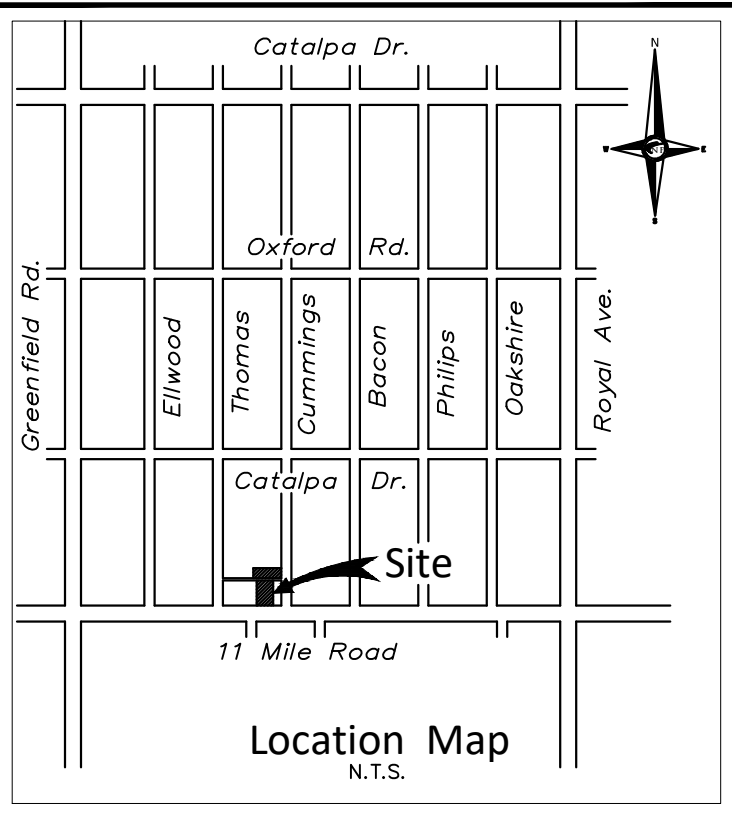 Catalpa Dr.
N
W
E
S
Oxford Rd.
Greenfield Rd.
Ellwood
Thomas
Cummings
Bacon
Philips
Oakshire
Royal Ave.
Catalpa Dr.
Site
11 Mile Road
Location Map
N.T.S.